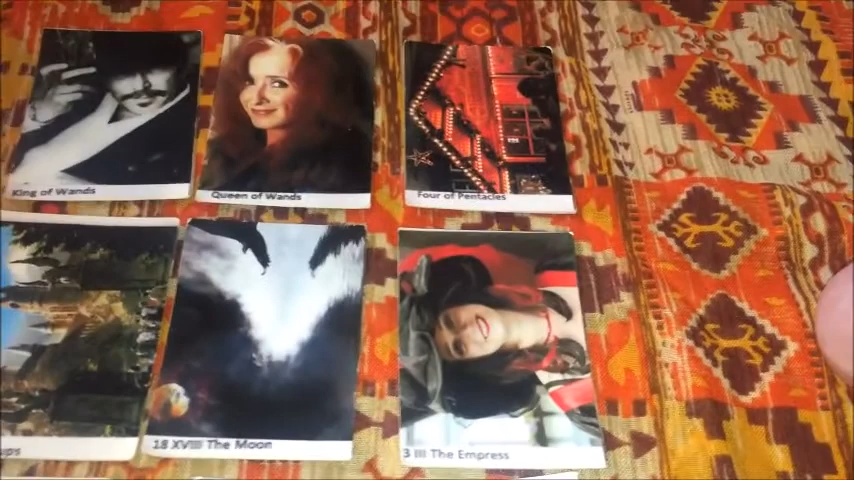 King of Wands
Queen of Wands
Four of Pentacles
ups
18 XVIII The Moon
3 III The Empress